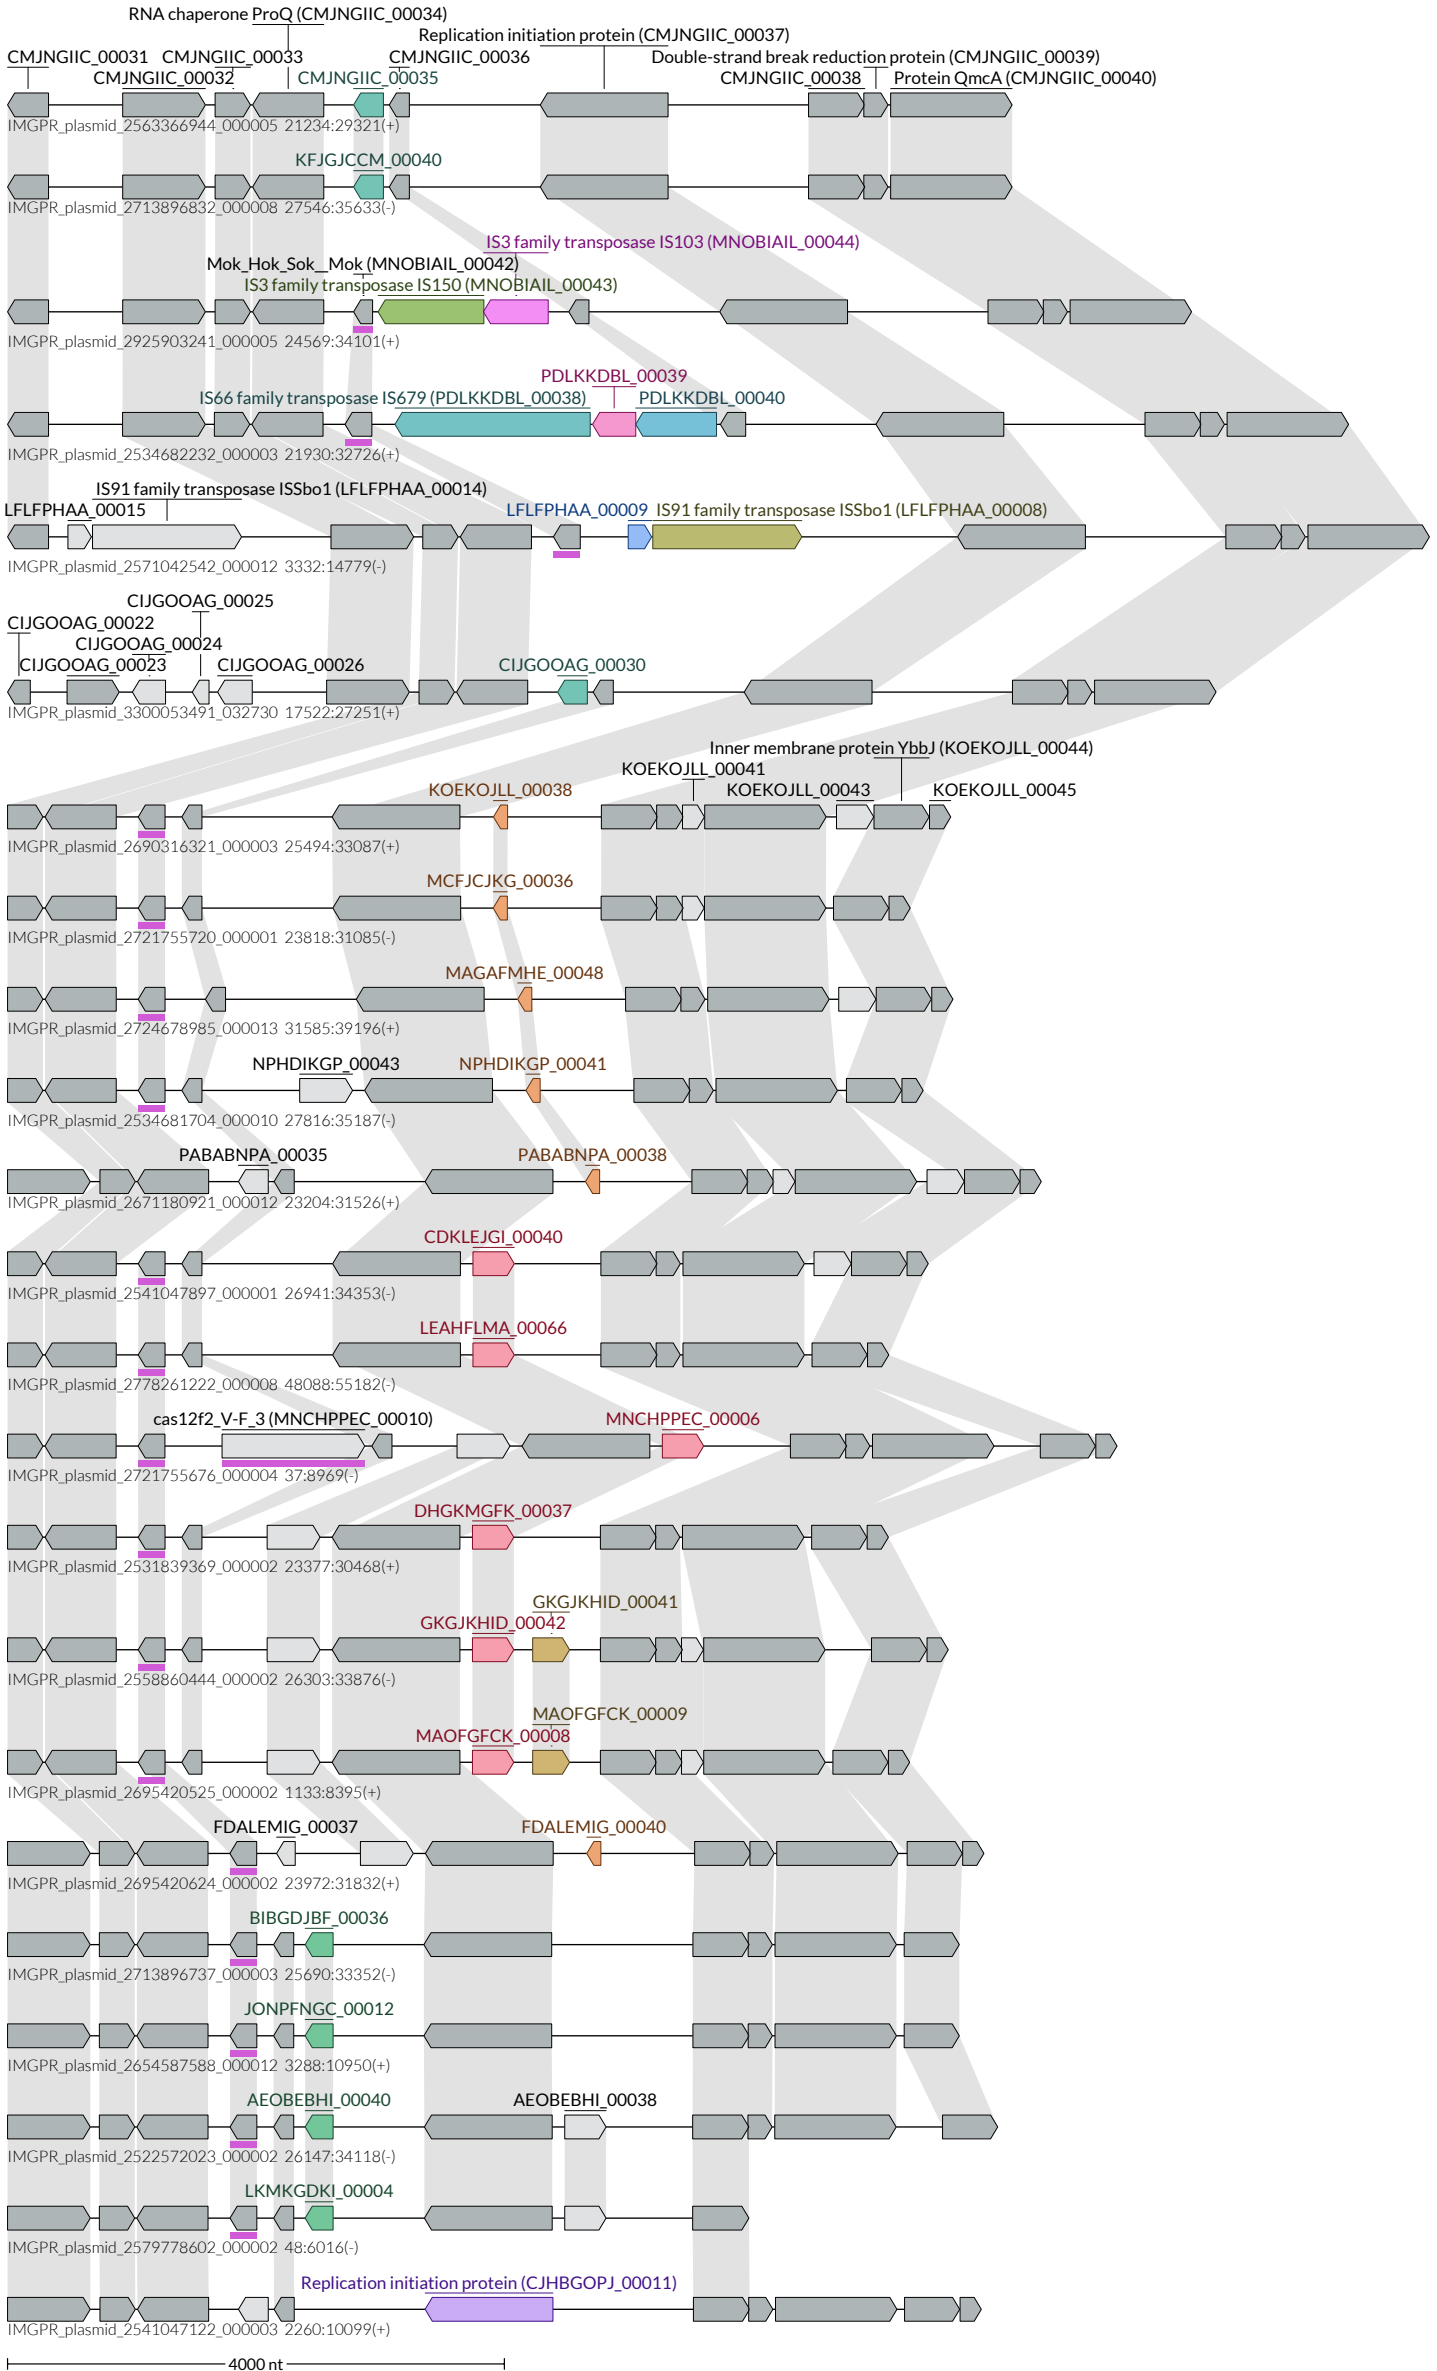 RNA chaperone ProQ (CMJNGIIC_00034)
Replication initiation protein (CMJNGIIC_00037)
CMJNGIIC_00031 CMJNGIIC_00033 CMJNGIIC_00036 Double-strand break reduction protein (CMJNGIIC_00039)
CMJNGIIC_00032 CMJNGIIC_00035 CMJNGIIC_00038 Protein QmcA (CMJNGIIC_00040)
IMGPR_plasmid_2563366944_000005 21234:29321(+)
KFJGJCCM_00040
IMGPR_plasmid_2713896832_000008 27546:35633(-)
IS3 family transposase IS103 (MNOBIAIL_00044)
Mok_Hok_Sok__Mok (MNOBIAIL_00042)
IS3 family transposase IS150 (MNOBIAIL_00043)
IMGPR_plasmid_2925903241_000005 24569:34101(+)
PDLKKDBL_00039
IS66 family transposase IS679 (PDLKKDBL_00038) PDLKKDBL_00040
IMGPR_plasmid_2534682232_000003 21930:32726(+)
IS91 family transposase ISSbo1 (LFLFPHAA_00014)
LFLFPHAA_00015 LFLFPHAA_00009 IS91 family transposase ISSbo1 (LFLFPHAA_00008)
IMGPR_plasmid_2571042542_000012 3332:14779(-)
CIJGOOAG_00025
CIJGOOAG_00022
CIJGOOAG_00024
CIJGOOAG_00023 CIJGOOAG_00026 CIJGOOAG_00030
IMGPR_plasmid_3300053491_032730 17522:27251(+)
Inner membrane protein YbbJ (KOEKOJLL_00044)
KOEKOJLL_00041
KOEKOJLL_00038 KOEKOJLL_00043 KOEKOJLL_00045
IMGPR_plasmid_2690316321_000003 25494:33087(+)
MCFJCJKG_00036
IMGPR_plasmid_2721755720_000001 23818:31085(-)
MAGAFMHE_00048
IMGPR_plasmid_2724678985_000013 31585:39196(+)
NPHDIKGP_00043 NPHDIKGP_00041
IMGPR_plasmid_2534681704_000010 27816:35187(-)
PABABNPA_00035 PABABNPA_00038
IMGPR_plasmid_2671180921_000012 23204:31526(+)
CDKLEJGI_00040
IMGPR_plasmid_2541047897_000001 26941:34353(-)
LEAHFLMA_00066
IMGPR_plasmid_2778261222_000008 48088:55182(-)
cas12f2_V-F_3 (MNCHPPEC_00010) MNCHPPEC_00006
IMGPR_plasmid_2721755676_000004 37:8969(-)
DHGKMGFK_00037
IMGPR_plasmid_2531839369_000002 23377:30468(+)
GKGJKHID_00041
GKGJKHID_00042
IMGPR_plasmid_2558860444_000002 26303:33876(-)
MAOFGFCK_00009
MAOFGFCK_00008
IMGPR_plasmid_2695420525_000002 1133:8395(+)
FDALEMIG_00037 FDALEMIG_00040
IMGPR_plasmid_2695420624_000002 23972:31832(+)
BIBGDJBF_00036
IMGPR_plasmid_2713896737_000003 25690:33352(-)
JONPFNGC_00012
IMGPR_plasmid_2654587588_000012 3288:10950(+)
AEOBEBHI_00040 AEOBEBHI_00038
IMGPR_plasmid_2522572023_000002 26147:34118(-)
LKMKGDKI_00004
IMGPR_plasmid_2579778602_000002 48:6016(-)
Replication initiation protein (CJHBGOPJ_00011)
IMGPR_plasmid_2541047122_000003 2260:10099(+)
4000 nt